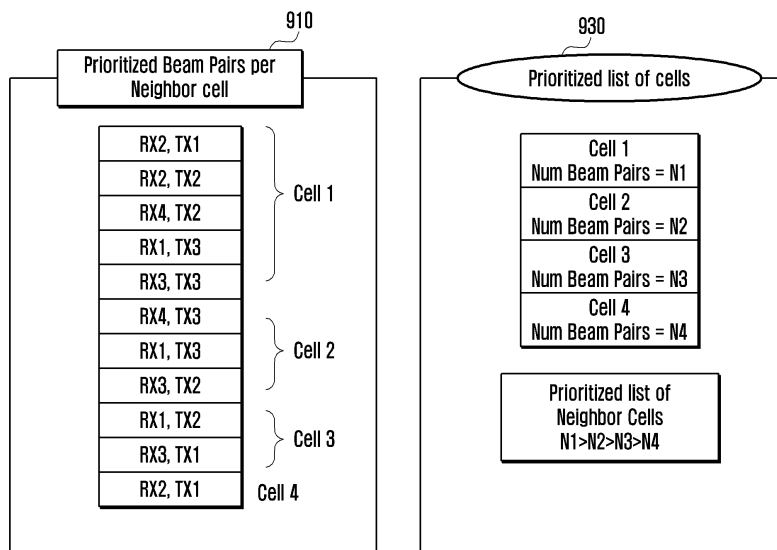 910
Prioritized Beam Pairs per
Neighbor cell
RX2, TX1
RX2, TX2
RX4, TX2
RX1, TX3
RX3, TX3
Cell 1
RX4, TX3
RX1, TX3
RX3, TX2
Cell 2
RX1, TX2
RX3, TX1
Cell 3
RX2, TX1
Cell 4
930
Prioritized list of cells
Cell 1
Num Beam Pairs = N1
Cell 2
Num Beam Pairs = N2
Cell 3
Num Beam Pairs = N3
Cell 4
Num Beam Pairs = N4
Prioritized list of
Neighbor Cells
N1>N2>N3>N4